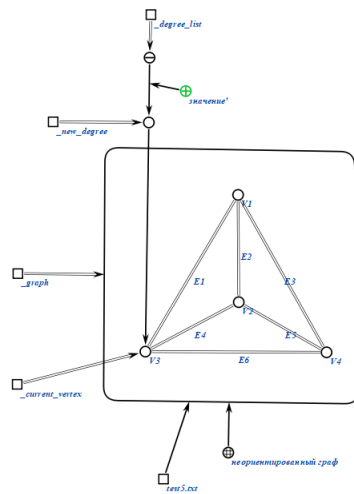 _degree_list
значение'
_new_degree
V1
E2
_graph
E1
E3
V2
E4
E5
V3
E6
V4
_current_vertex
неориентированный граф
test5.txt